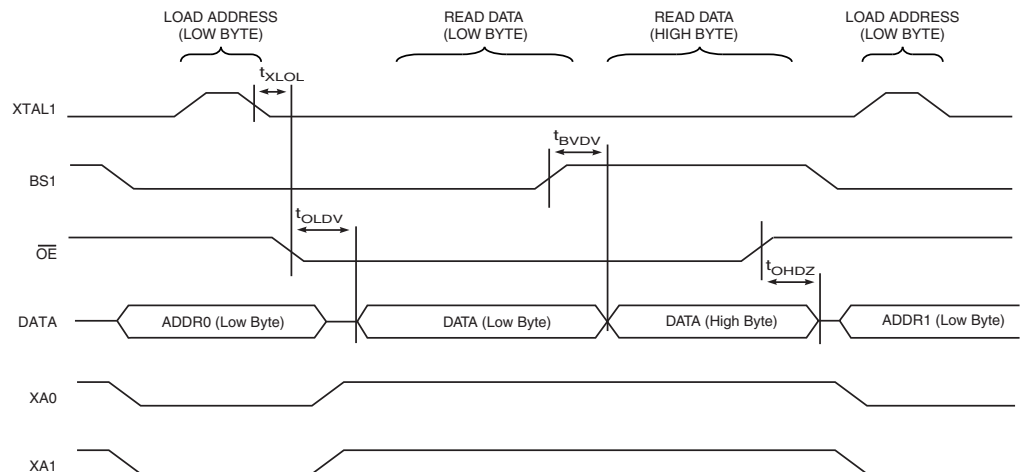 LOAD ADDRESS
(LOW BYTE)
READ DATA
(LOW BYTE)
READ DATA
(HIGH BYTE)
LOAD ADDRESS
(LOW BYTE)
tXLOL
XTAL1
tBVDV
BS1
tOLDV
OE
tOHDZ
DATA
ADDR0 (Low Byte)
DATA (Low Byte)
DATA (High Byte)
ADDR1 (Low Byte)
XA0
XA1